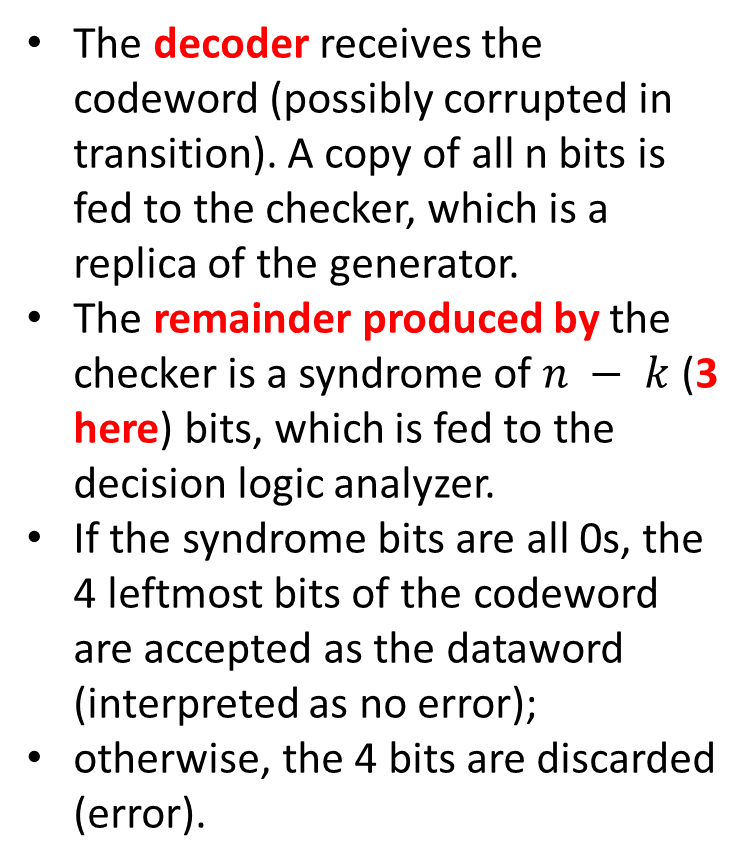 • The decoder receives the
codeword (possibly corrupted in
transition). A copy of all n bits is
fed to the checker, which is a
replica of the generator.
• The remainder produced by the
checker is a syndrome of n − k (3
here) bits, which is fed to the
decision logic analyzer.
• If the syndrome bits are all 0s, the
4 leftmost bits of the codeword
are accepted as the dataword
(interpreted as no error);
• otherwise, the 4 bits are discarded
(error).